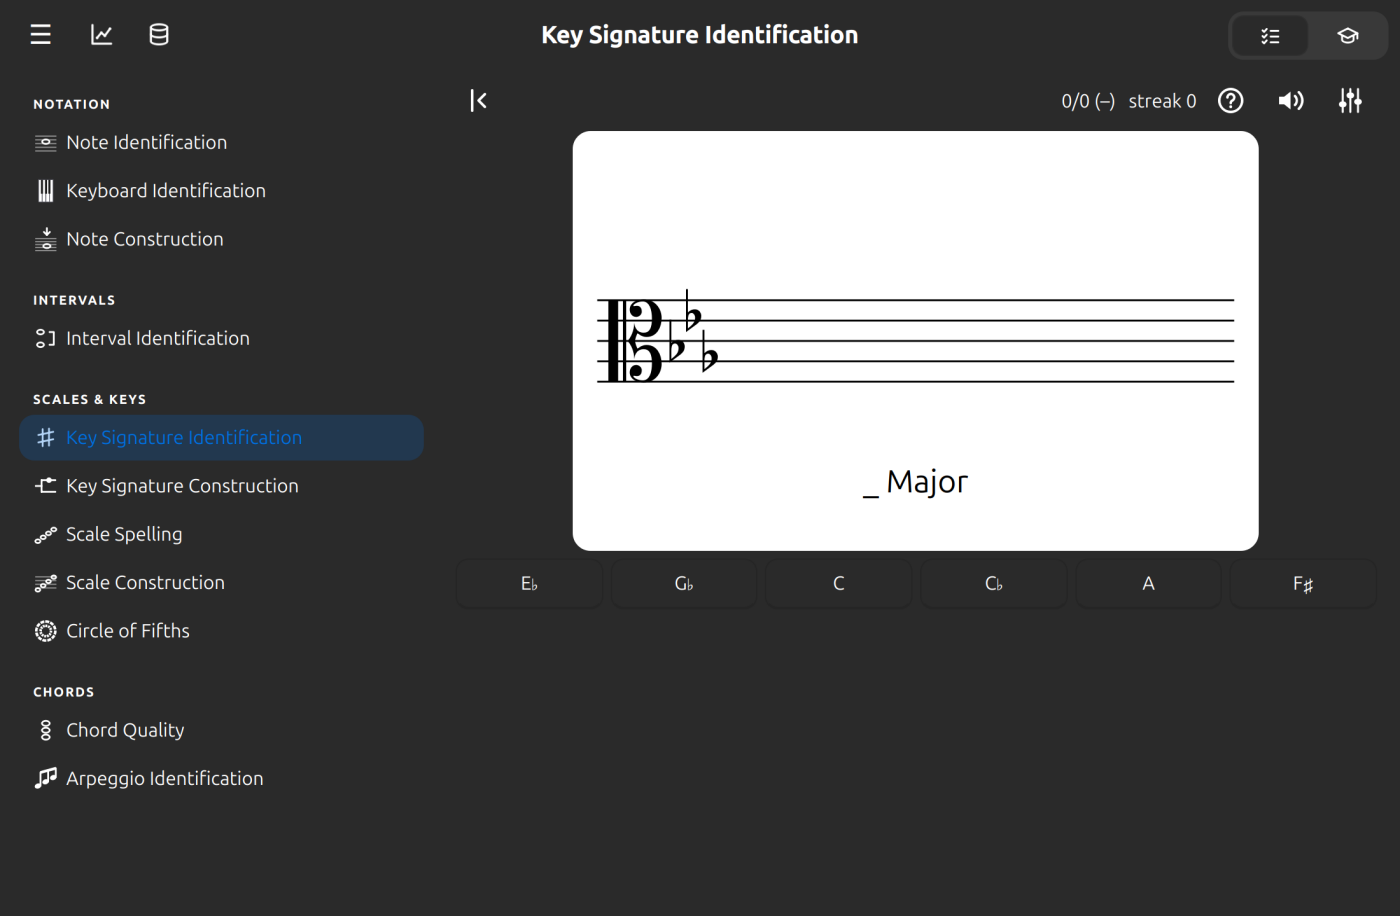 Key Signature Identification
0/0 (–) streak 0
NOTATION
Note Identification
Keyboard Identification
Note Construction
INTERVALS
Interval Identification
SCALES & KEYS
Key Signature Identification
Key Signature Construction
Scale Spelling
Scale Construction
Circle of Fifths
CHORDS
Chord Quality
Arpeggio Identification
_ Major
E♭ G♭ C C♭ A F♯